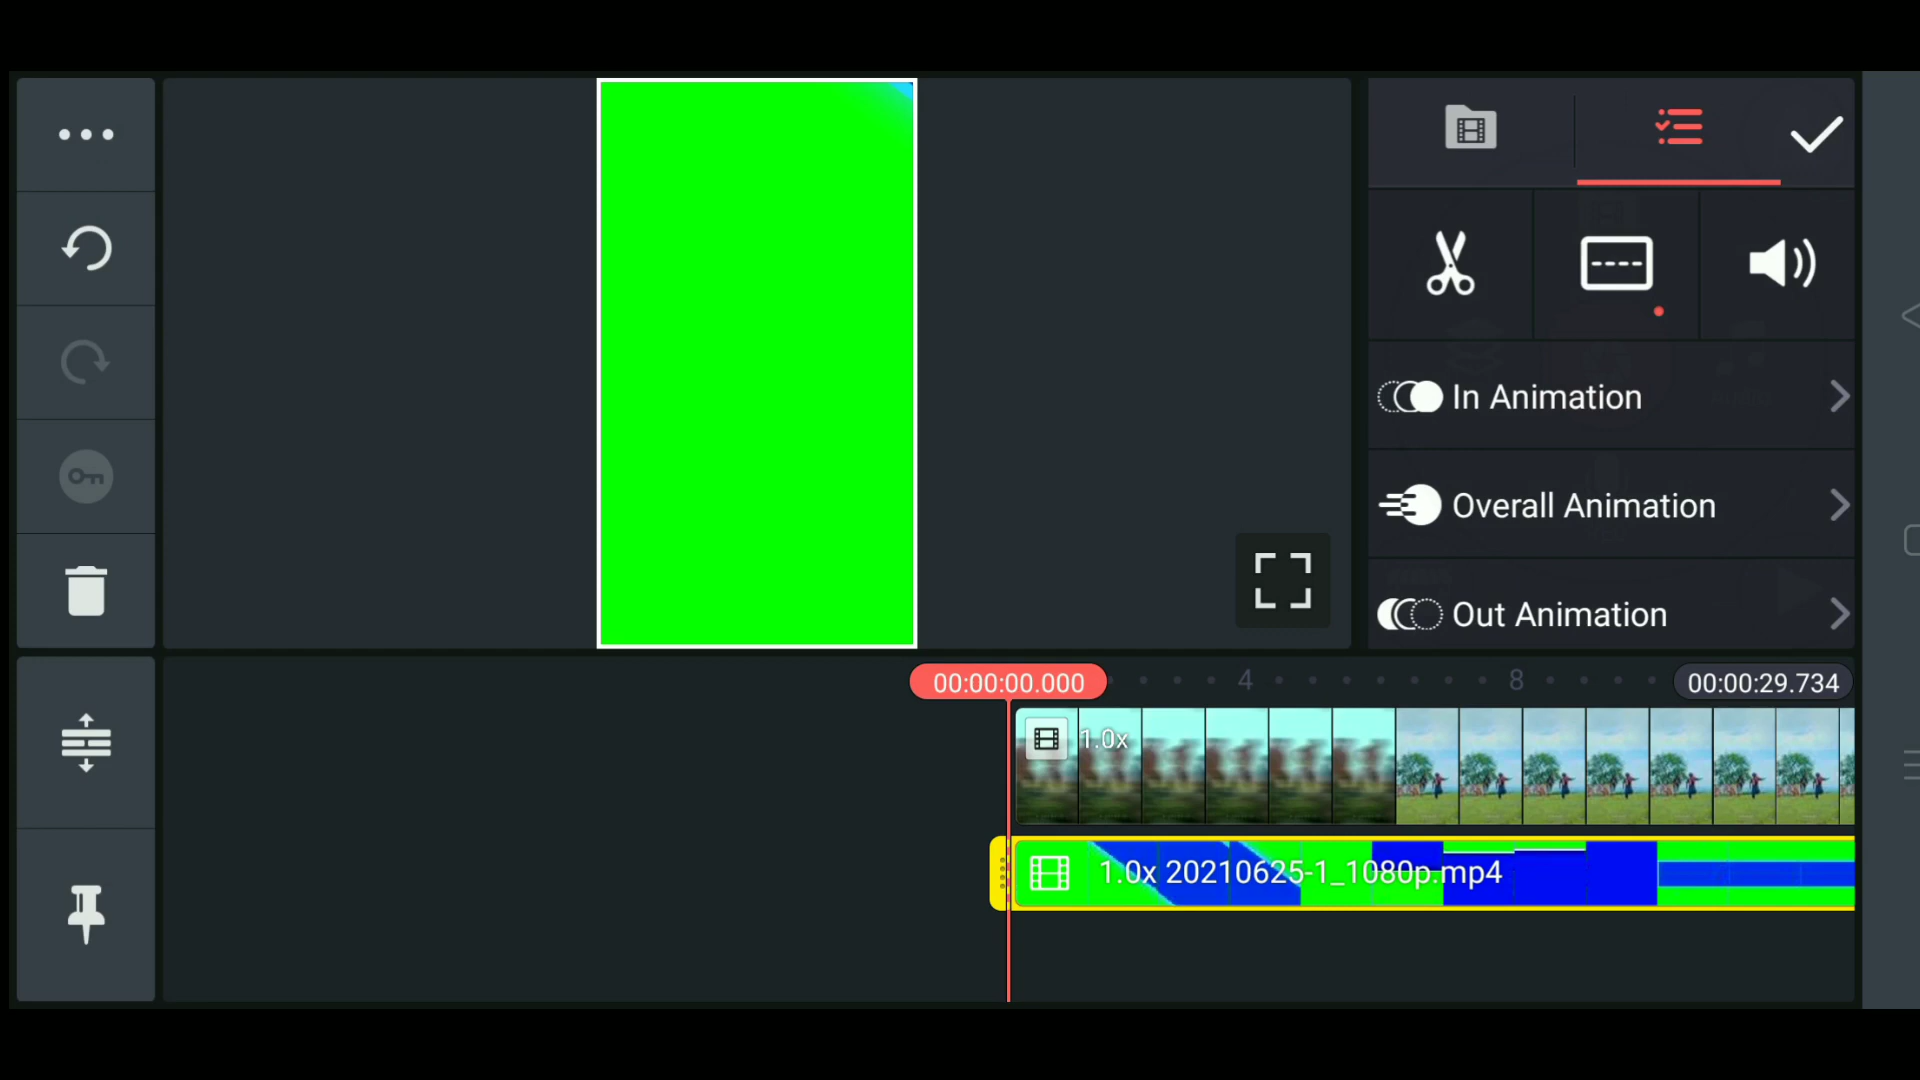 In Animation
Overall Animation
Out Animation
00:00:00.000
4
8
00:00:29.734
1.0x
1.0x 20210625-1_1080p.mp4